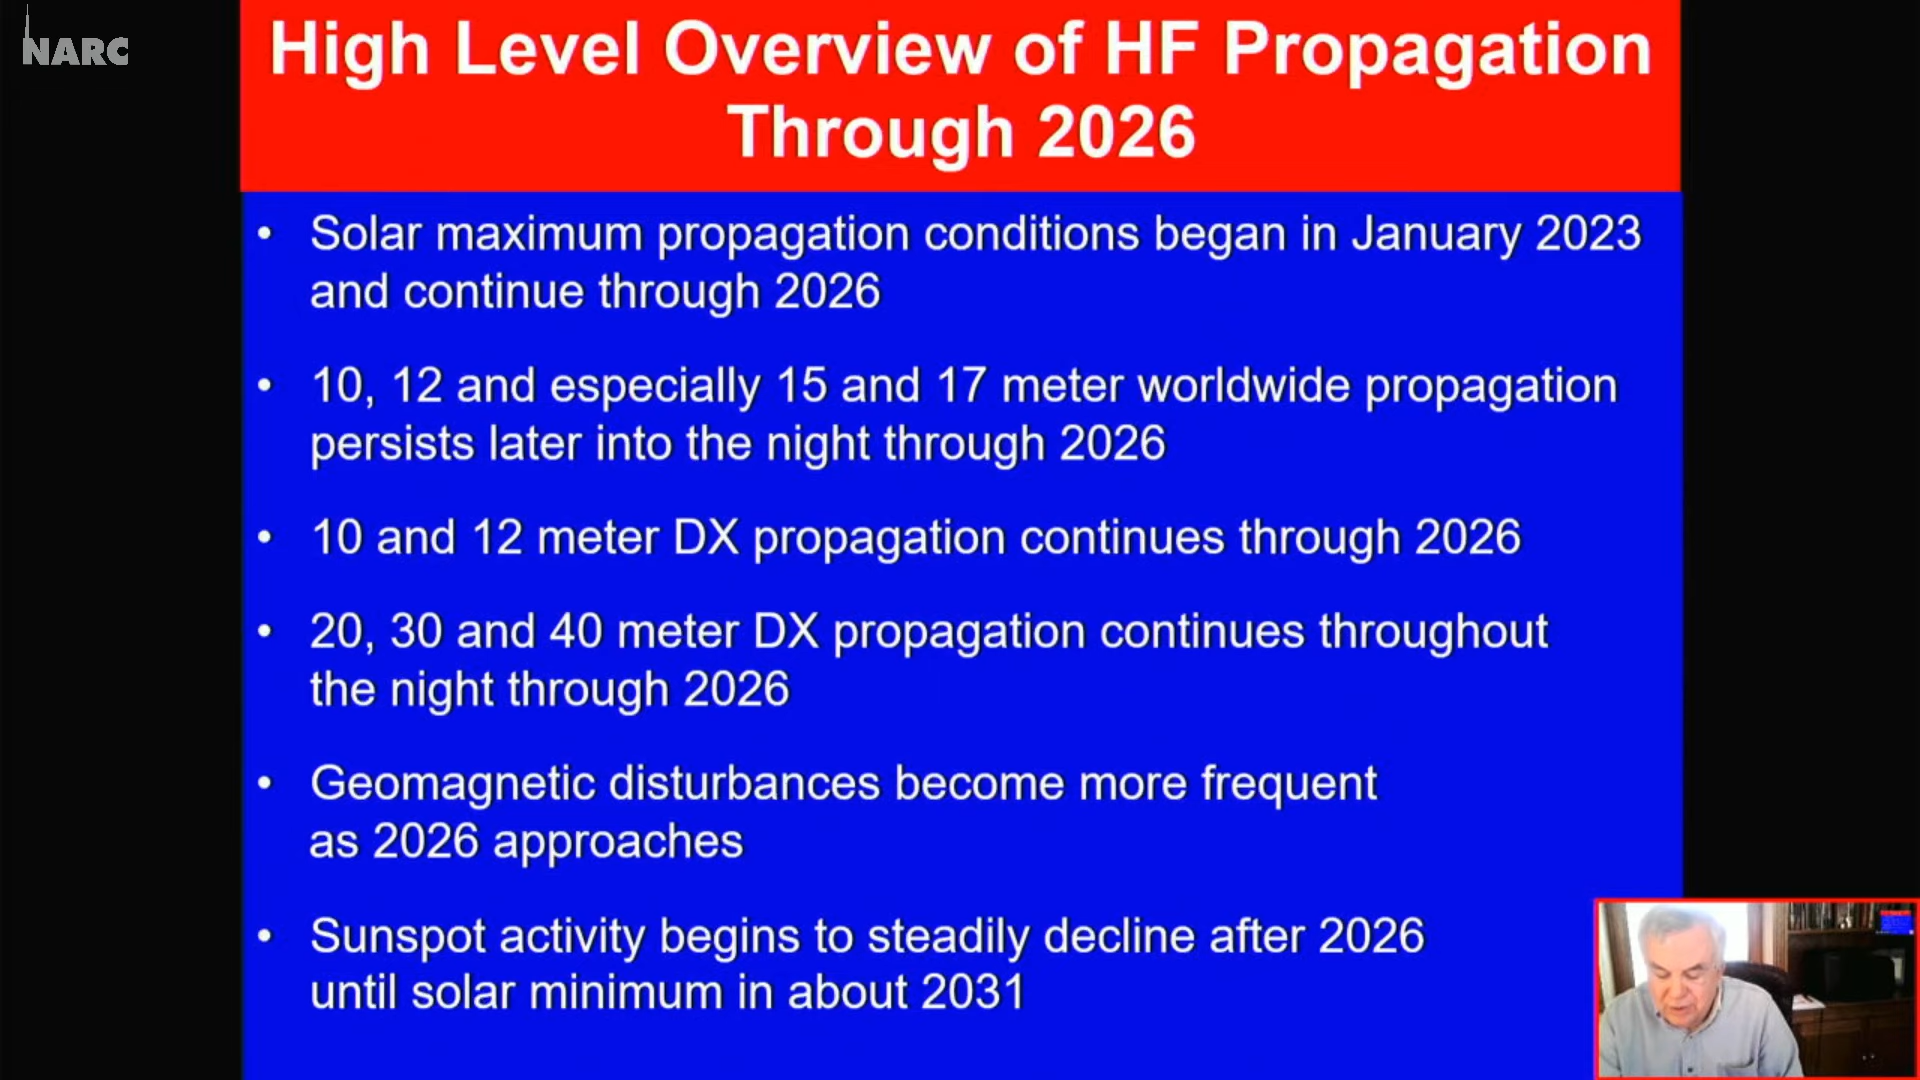 NARC
High Level Overview of HF Propagation
Through 2026
• Solar maximum propagation conditions began in January 2023
and continue through 2026
• 10, 12 and especially 15 and 17 meter worldwide propagation
persists later into the night through 2026
• 10 and 12 meter DX propagation continues through 2026
• 20, 30 and 40 meter DX propagation continues throughout
the night through 2026
• Geomagnetic disturbances become more frequent
as 2026 approaches
• Sunspot activity begins to steadily decline after 2026
until solar minimum in about 2031